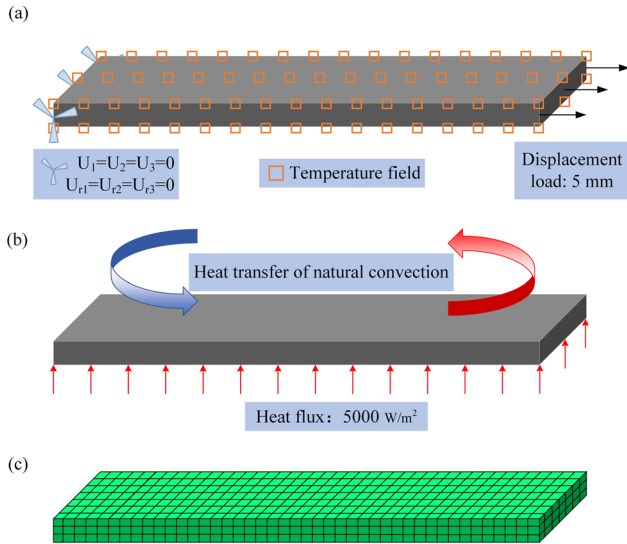 (a)
U₁=U₂=U₃=0
Uᵣ₁=Uᵣ₂=Uᵣ₃=0
Temperature field
Displacement
load: 5 mm
(b)
Heat transfer of natural convection
Heat flux：5000 W/m²
(c)